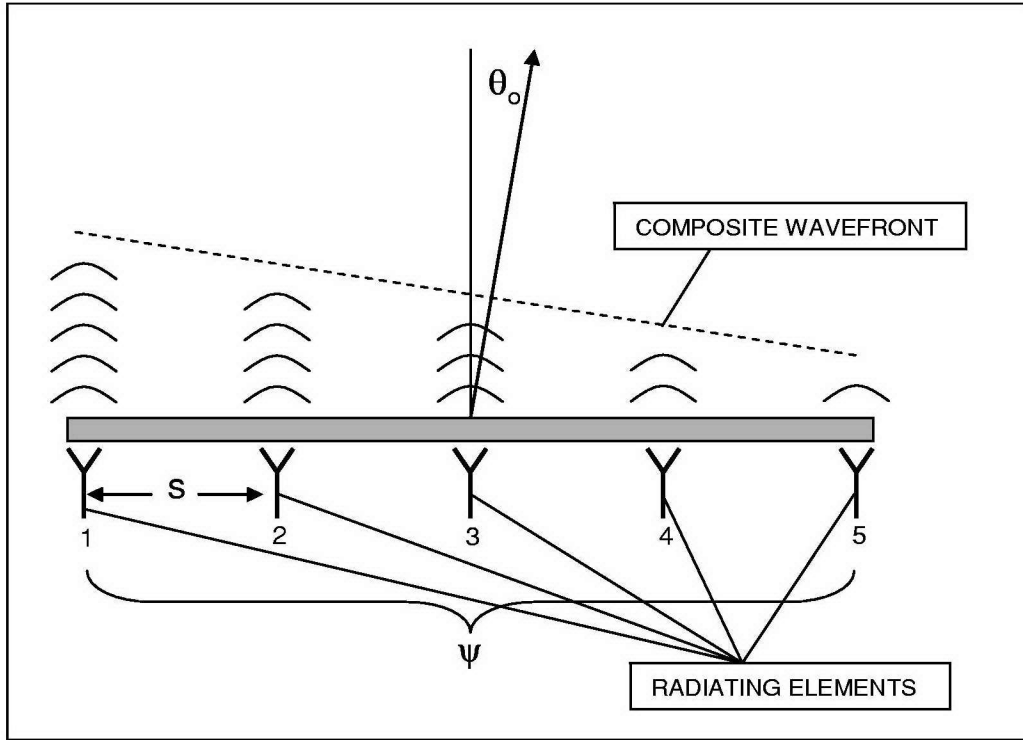 θo
COMPOSITE WAVEFRONT
S
1 2 3 4 5
ψ
RADIATING ELEMENTS